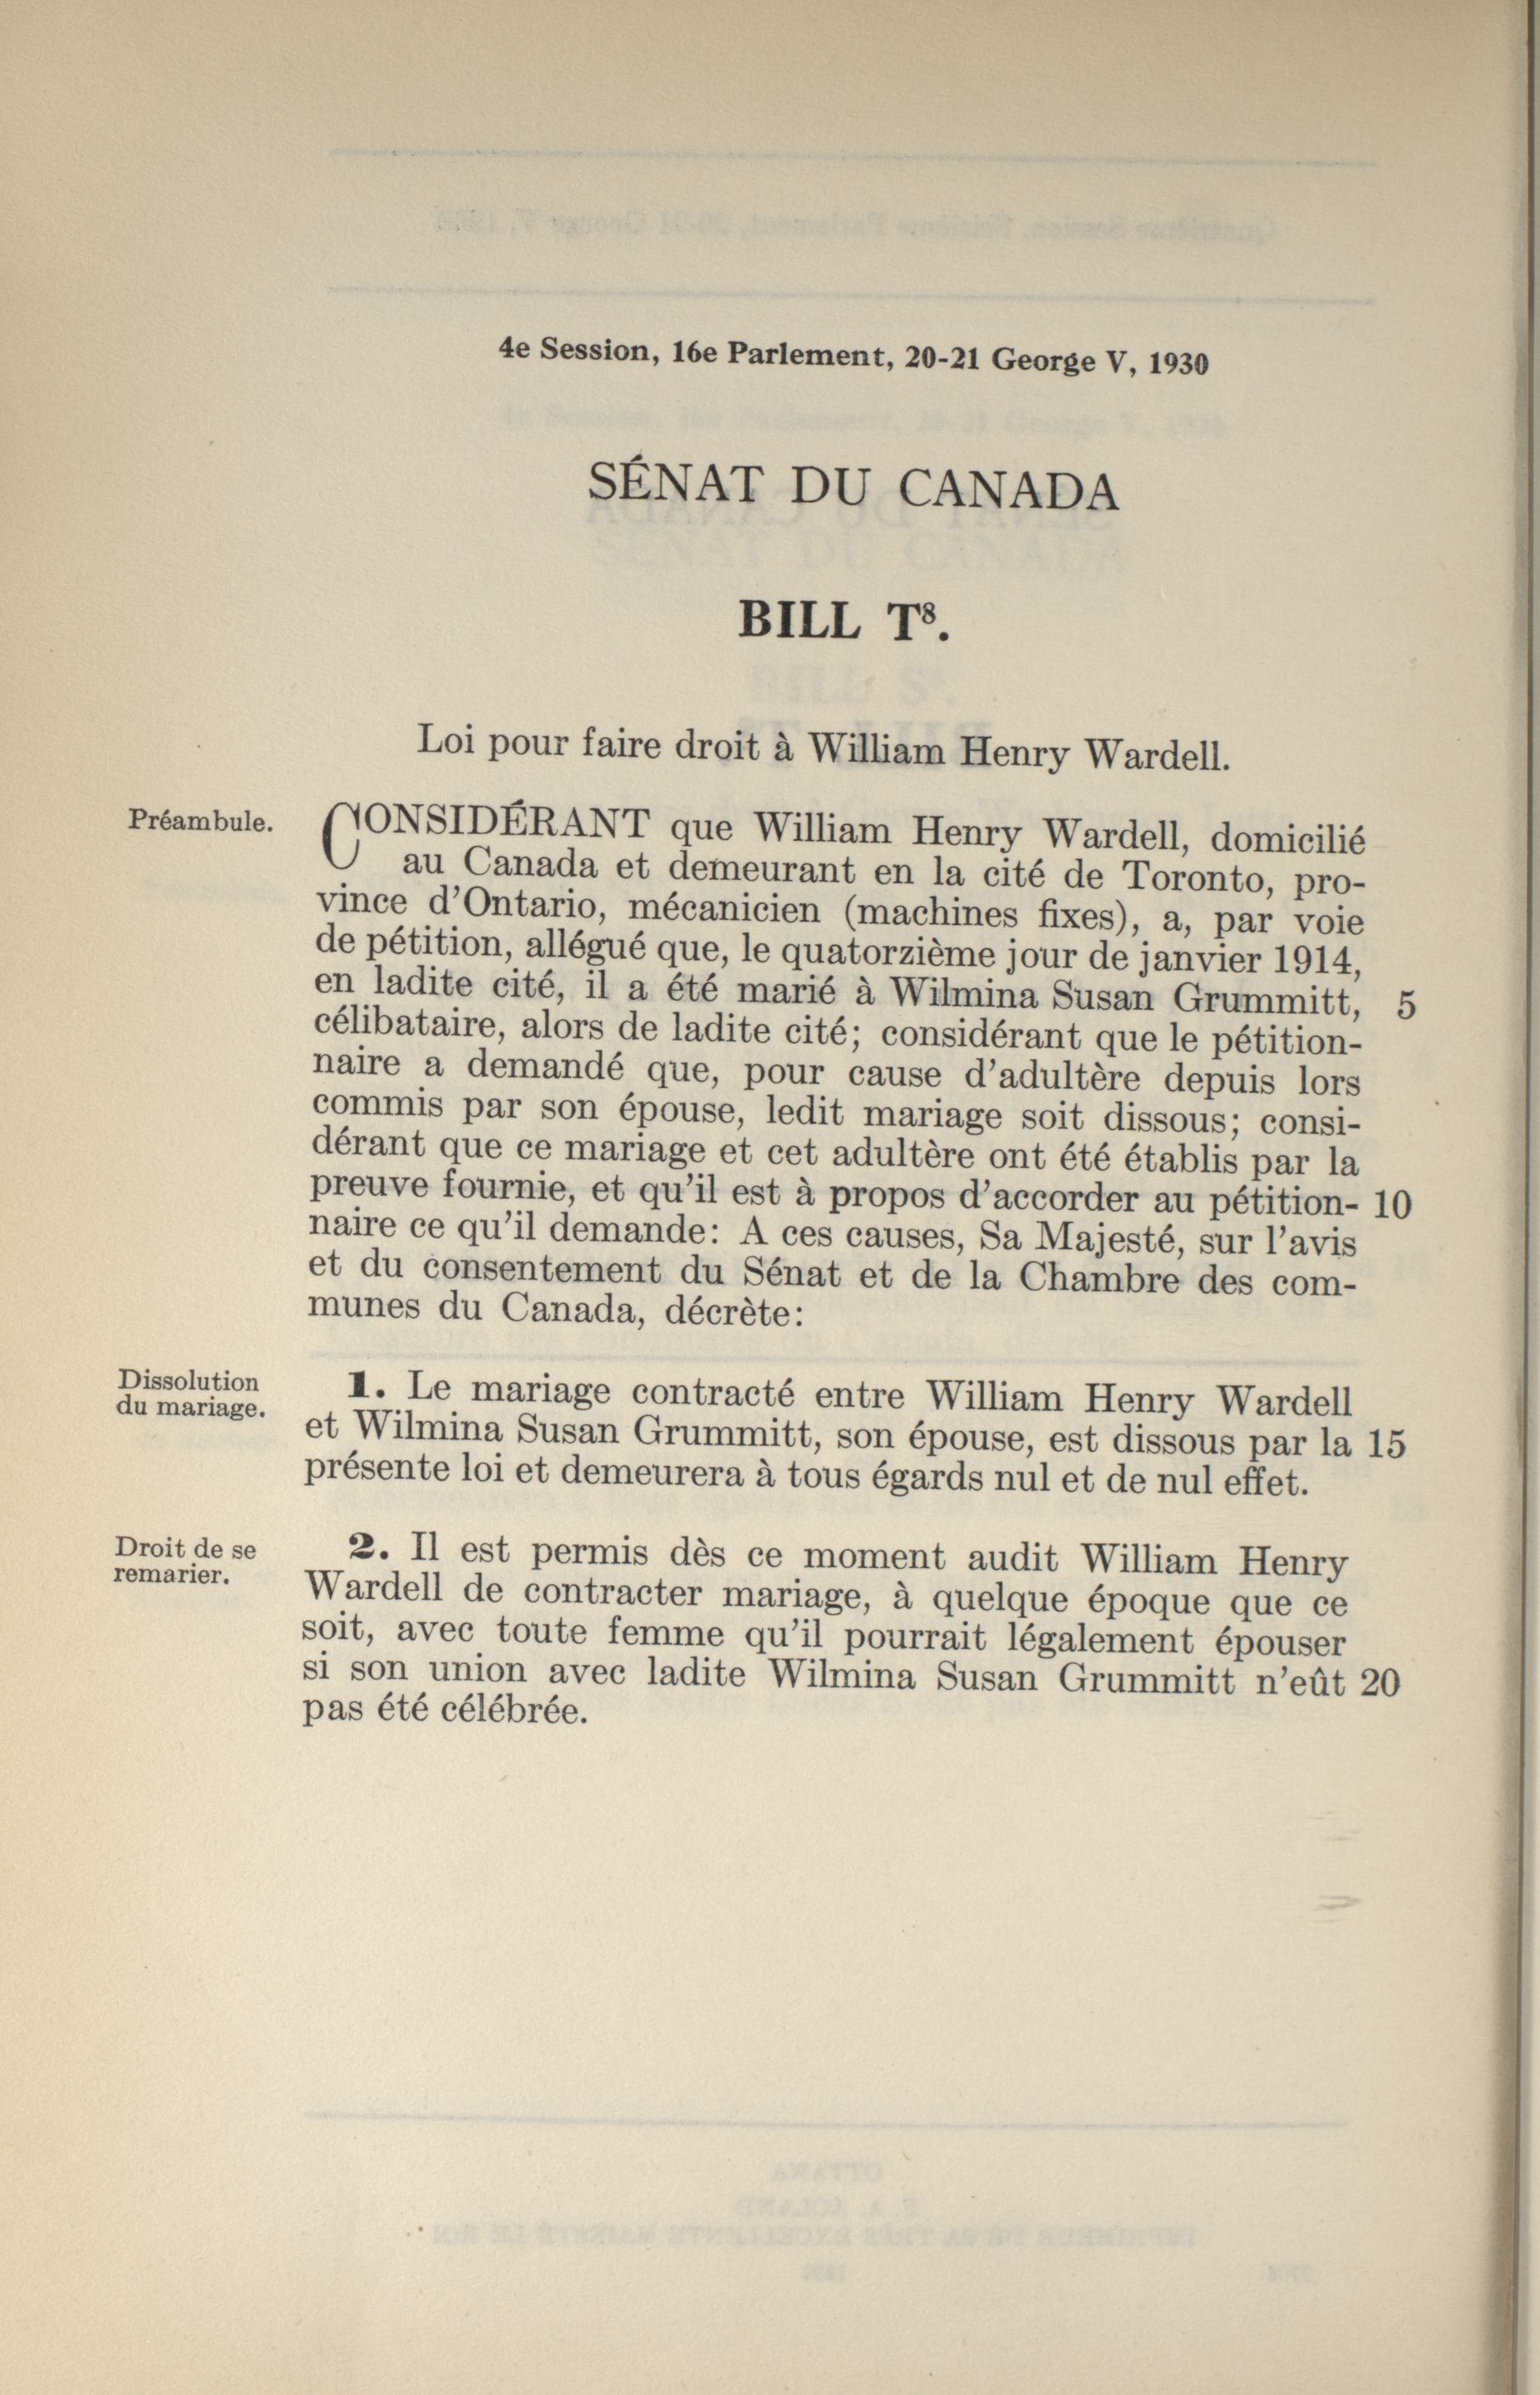 4e Session, 16e Parlement, 20-21 George V, 1930
SÉNAT DU CANADA
BILL T⁸.
Loi pour faire droit à William Henry Wardell.
Préambule.
CONSIDÉRANT que William Henry Wardell, domicilié
au Canada et demeurant en la cité de Toronto, pro-
vince d'Ontario, mécanicien (machines fixes), a, par voie
de pétition, allégué que, le quatorzième jour de janvier 1914,
en ladite cité, il a été marié à Wilmina Susan Grummitt, 5
célibataire, alors de ladite cité; considérant que le pétition-
naire a demandé que, pour cause d'adultère depuis lors
commis par son épouse, ledit mariage soit dissous; consi-
dérant que ce mariage et cet adultère ont été établis par la
preuve fournie, et qu'il est à propos d'accorder au pétition- 10
naire ce qu'il demande: A ces causes, Sa Majesté, sur l'avis
et du consentement du Sénat et de la Chambre des com-
munes du Canada, décrète:
Dissolution
du mariage.
1. Le mariage contracté entre William Henry Wardell
et Wilmina Susan Grummitt, son épouse, est dissous par la 15
présente loi et demeurera à tous égards nul et de nul effet.
Droit de se
remarier.
2. Il est permis dès ce moment audit William Henry
Wardell de contracter mariage, à quelque époque que ce
soit, avec toute femme qu'il pourrait légalement épouser
si son union avec ladite Wilmina Susan Grummitt n'eût 20
pas été célébrée.